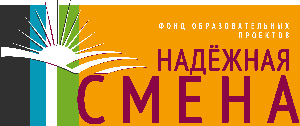 ФОНД ОБРАЗОВАТЕЛЬНЫХ
ПРОЕКТОВ
НАДЁЖНАЯ
СМЕНА